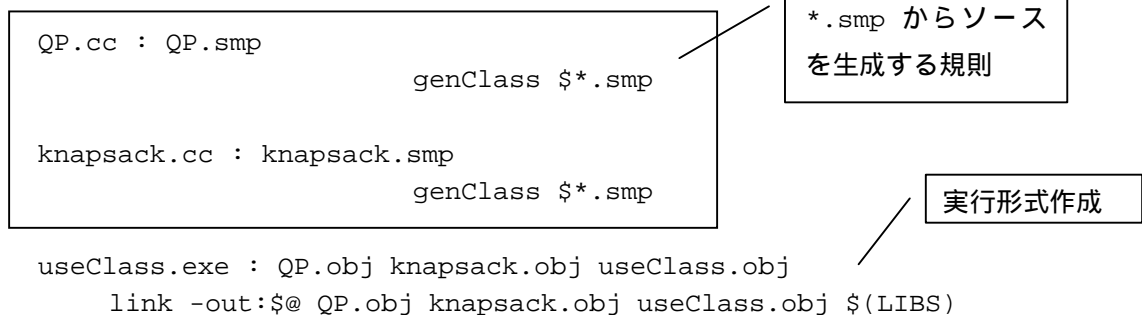 *.smp からソース
を生成する規則
QP.cc : QP.smp
genClass $*.smp
knapsack.cc : knapsack.smp
genClass $*.smp
実行形式作成
useClass.exe : QP.obj knapsack.obj useClass.obj
link -out:$@ QP.obj knapsack.obj useClass.obj $(LIBS)